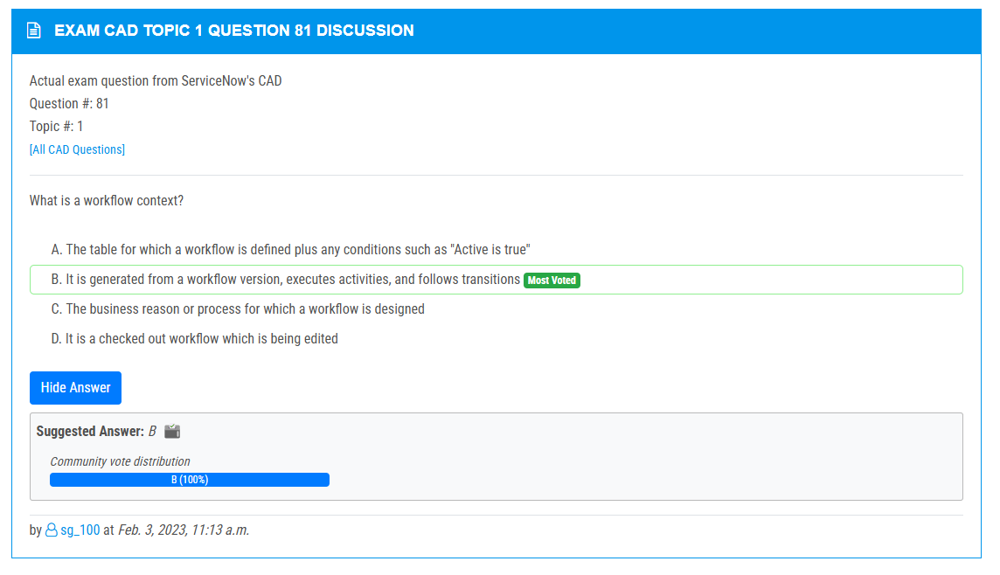 EXAM CAD TOPIC 1 QUESTION 81 DISCUSSION
Actual exam question from ServiceNow's CAD
Question #: 81
Topic #: 1
[All CAD Questions]
What is a workflow context?
A. The table for which a workflow is defined plus any conditions such as "Active is true"
B. It is generated from a workflow version, executes activities, and follows transitions Most Voted
C. The business reason or process for which a workflow is designed
D. It is a checked out workflow which is being edited
Hide Answer
Suggested Answer: B
Community vote distribution
B (100%)
by sg_100 at Feb. 3, 2023, 11:13 a.m.